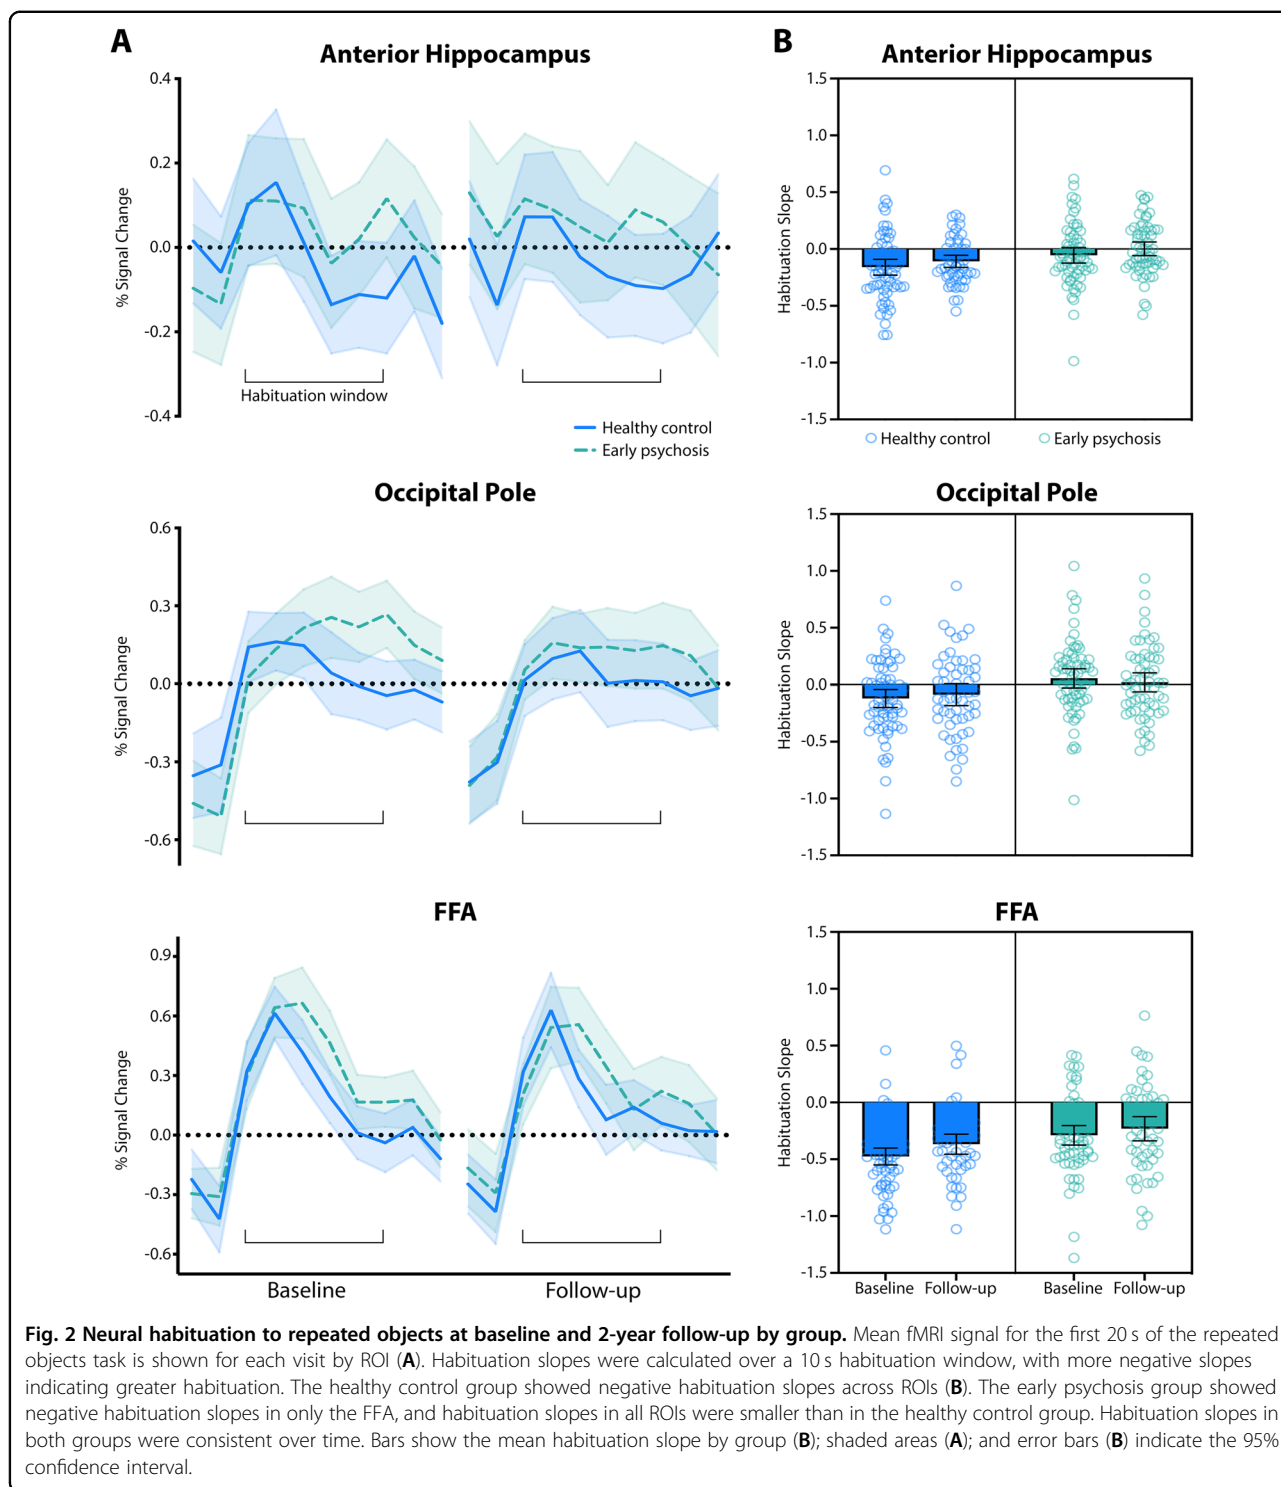 A
Anterior Hippocampus
0.4
0.2
0.0
-0.2
-0.4
% Signal Change
Habituation window
Healthy control
Early psychosis
Occipital Pole
0.6
0.3
0.0
-0.3
-0.6
% Signal Change
FFA
0.9
0.6
0.3
0.0
-0.3
-0.6
% Signal Change
Baseline
Follow-up
B
Anterior Hippocampus
1.5
1.0
0.5
0.0
-0.5
-1.0
-1.5
Habituation Slope
Healthy control
Early psychosis
Occipital Pole
1.5
1.0
0.5
0.0
-0.5
-1.0
-1.5
Habituation Slope
FFA
1.5
1.0
0.5
0.0
-0.5
-1.0
-1.5
Habituation Slope
Baseline Follow-up
Baseline Follow-up
Fig. 2 Neural habituation to repeated objects at baseline and 2-year follow-up by group. Mean fMRI signal for the first 20 s of the repeated
objects task is shown for each visit by ROI (A). Habituation slopes were calculated over a 10 s habituation window, with more negative slopes
indicating greater habituation. The healthy control group showed negative habituation slopes across ROIs (B). The early psychosis group showed
negative habituation slopes in only the FFA, and habituation slopes in all ROIs were smaller than in the healthy control group. Habituation slopes in
both groups were consistent over time. Bars show the mean habituation slope by group (B); shaded areas (A); and error bars (B) indicate the 95%
confidence interval.